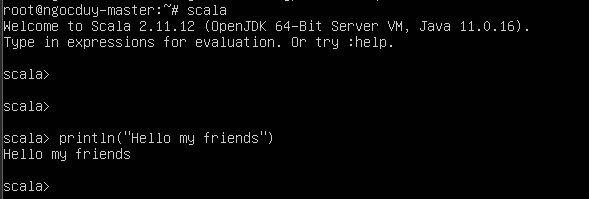 root@ngocduy-master:~# scala
Welcome to Scala 2.11.12 (OpenJDK 64-Bit Server VM, Java 11.0.16).
Type in expressions for evaluation. Or try :help.
scala>
scala>
scala> println("Hello my friends")
Hello my friends
scala>